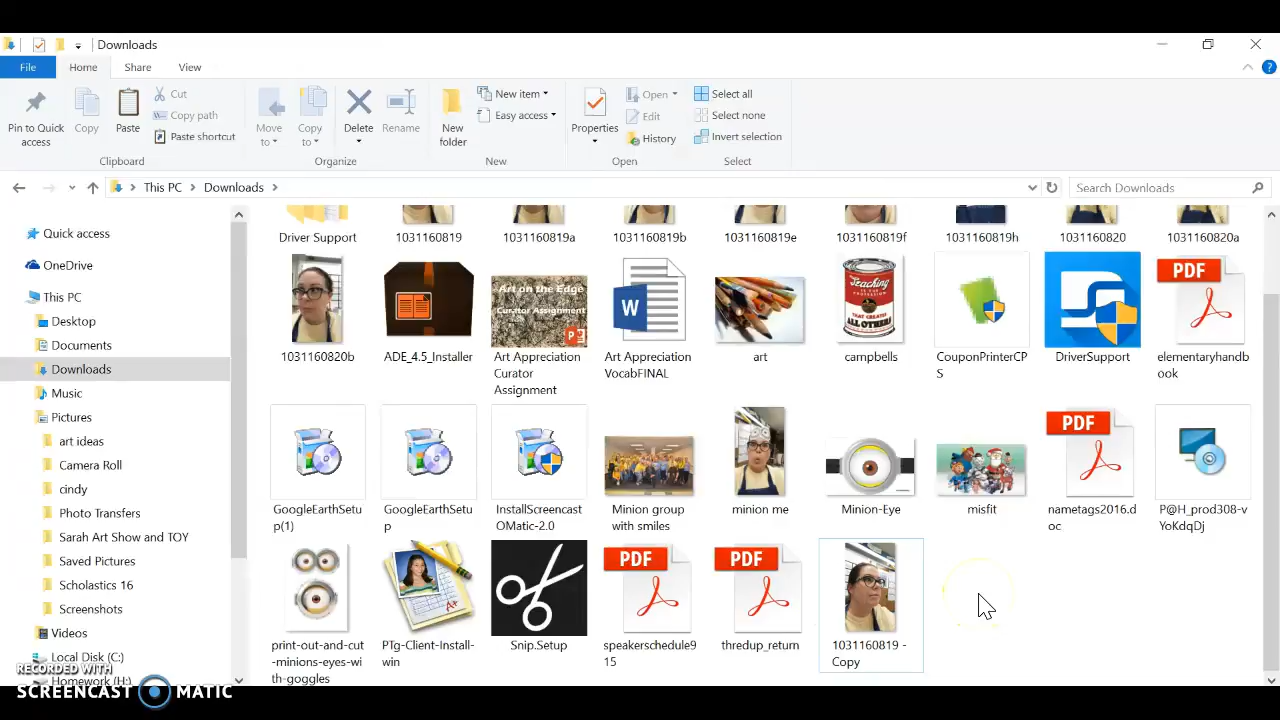 Downloads
File
Home
Share
View
Pin to Quick access
Copy
Paste
Cut
Copy path
Paste shortcut
Clipboard
Move to
Copy to
Delete
Rename
Organize
New folder
New item
Easy access
New
Properties
Open
Edit
History
Open
Select all
Select none
Invert selection
Select
This PC
Downloads
Search Downloads
Quick access
OneDrive
This PC
Desktop
Documents
Downloads
Music
Pictures
art ideas
Camera Roll
cindy
Photo Transfers
Sarah Art Show and TOY
Saved Pictures
Scholastics 16
Screenshots
Videos
Local Disk (C:)
Homework (H:)
RECORDED WITH
SCREENCAST MATIC
Driver Support
1031160819
1031160819a
1031160819b
1031160819e
1031160819f
1031160819h
1031160820
1031160820a
Art on the Edge
Curator Assignment
W
Teaching
IS THE
PROFESSION
THAT CREATES
ALL OTHERS
PDF
1031160820b
ADE_4.5_Installer
Art Appreciation
Curator
Assignment
Art Appreciation
VocabFINAL
art
campbells
CouponPrinterCP
S
DriverSupport
elementaryhandb
ook
PDF
GoogleEarthSetu
p(1)
GoogleEarthSetu
p
InstallScreencast
OMatic-2.0
Minion group
with smiles
minion me
Minion-Eye
misfit
nametags2016.d
oc
P@H_prod308-v
YoKdqDj
A+
PDF
PDF
print-out-and-cut
-minions-eyes-wi
th-goggles
PTg-Client-Install-
win
Snip.Setup
speakerschedule9
15
thredup_return
1031160819 -
Copy